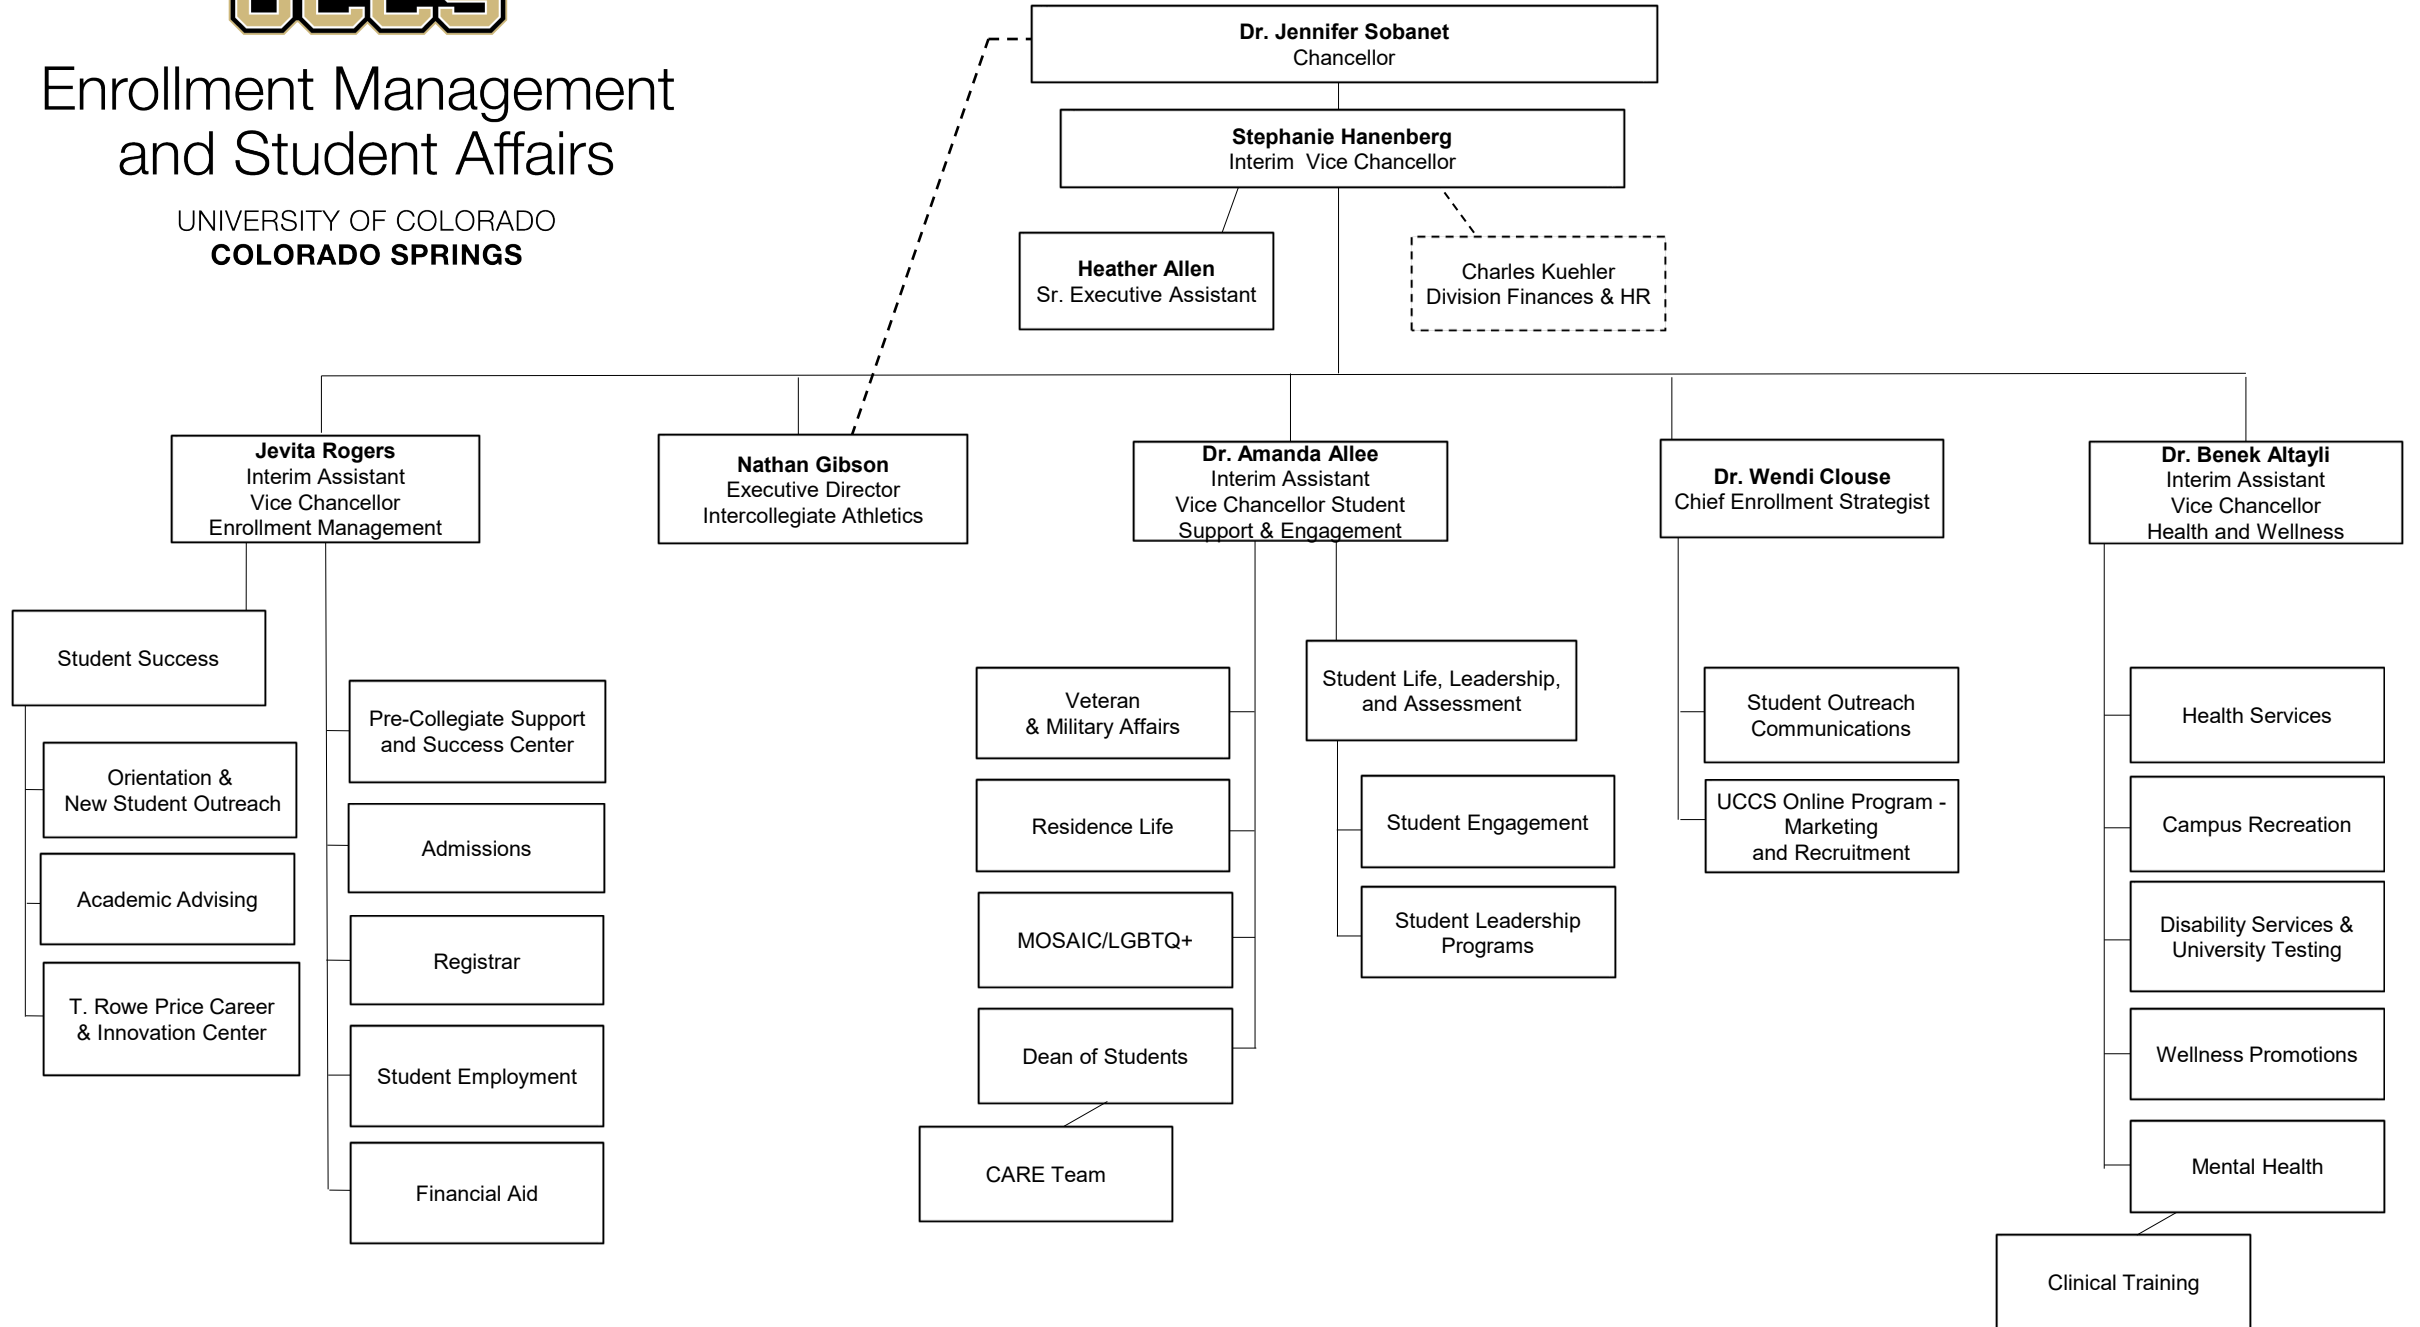 UCCS
Enrollment Management
and Student Affairs
UNIVERSITY OF COLORADO
COLORADO SPRINGS
Dr. Jennifer Sobanet
Chancellor
Stephanie Hanenberg
Interim Vice Chancellor
Heather Allen
Sr. Executive Assistant
Charles Kuehler
Division Finances & HR
Jevita Rogers
Interim Assistant
Vice Chancellor
Enrollment Management
Nathan Gibson
Executive Director
Intercollegiate Athletics
Dr. Amanda Allee
Interim Assistant
Vice Chancellor Student
Support & Engagement
Dr. Wendi Clouse
Chief Enrollment Strategist
Dr. Benek Altayli
Interim Assistant
Vice Chancellor
Health and Wellness
Student Success
Orientation &
New Student Outreach
Academic Advising
T. Rowe Price Career
& Innovation Center
Pre-Collegiate Support
and Success Center
Admissions
Registrar
Student Employment
Financial Aid
Veteran
& Military Affairs
Residence Life
MOSAIC/LGBTQ+
Dean of Students
CARE Team
Student Life, Leadership,
and Assessment
Student Engagement
Student Leadership
Programs
Student Outreach
Communications
UCCS Online Program -
Marketing
and Recruitment
Health Services
Campus Recreation
Disability Services &
University Testing
Wellness Promotions
Mental Health
Clinical Training